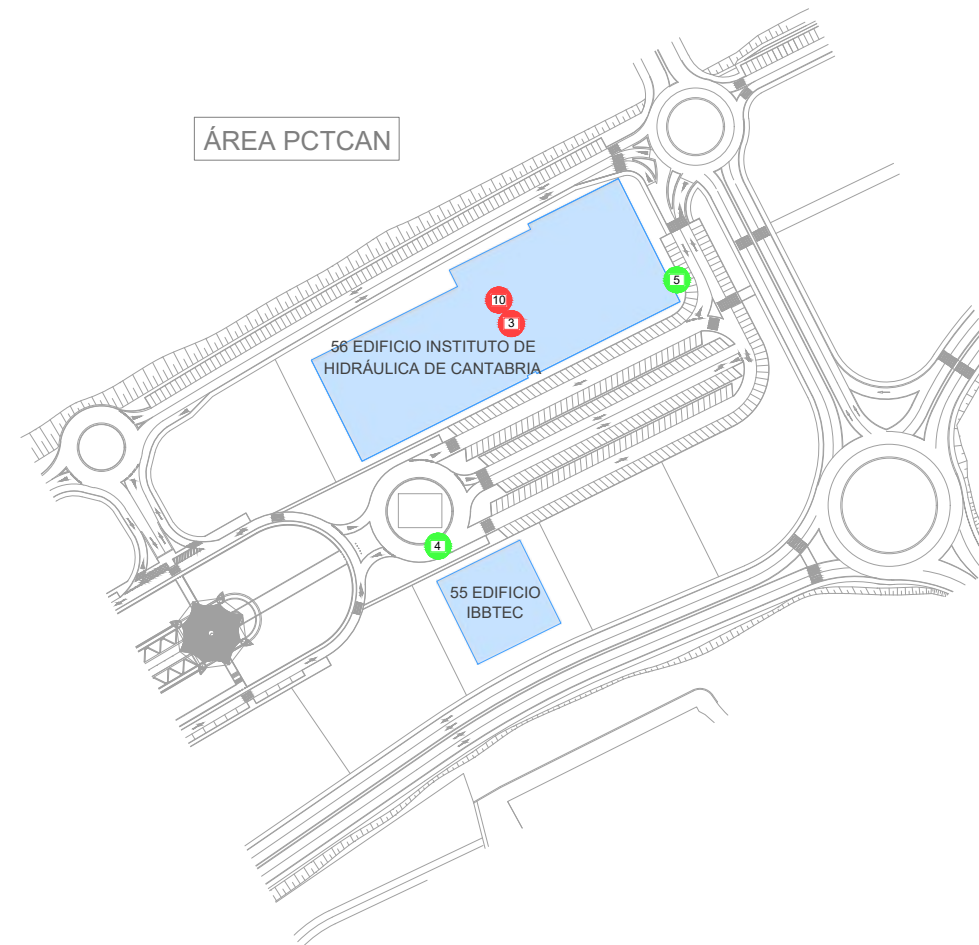 ÁREA PCTCAN
5
10
3
56 EDIFICIO INSTITUTO DE
HIDRÁULICA DE CANTABRIA
4
55 EDIFICIO
IBBTEC